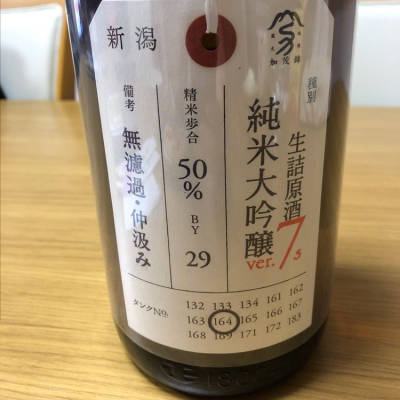 新潟
加茂錦
種別
生詰原酒
純米大吟醸
ver. 7s
精米歩合
50%
BY
29
備考
無濾過・仲汲み
タンクNo.
132 133 134 161 162
163 164 165 166 167
168 169 171 172 183